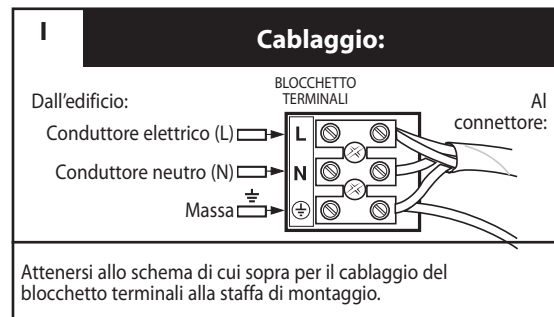 I
Cablaggio:
Dall'edificio:
BLOCCHETTO
TERMINALI
Al
connettore:
Conduttore elettrico (L)
L
Conduttore neutro (N)
N
Massa
Attenersi allo schema di cui sopra per il cablaggio del
blocchetto terminali alla staffa di montaggio.